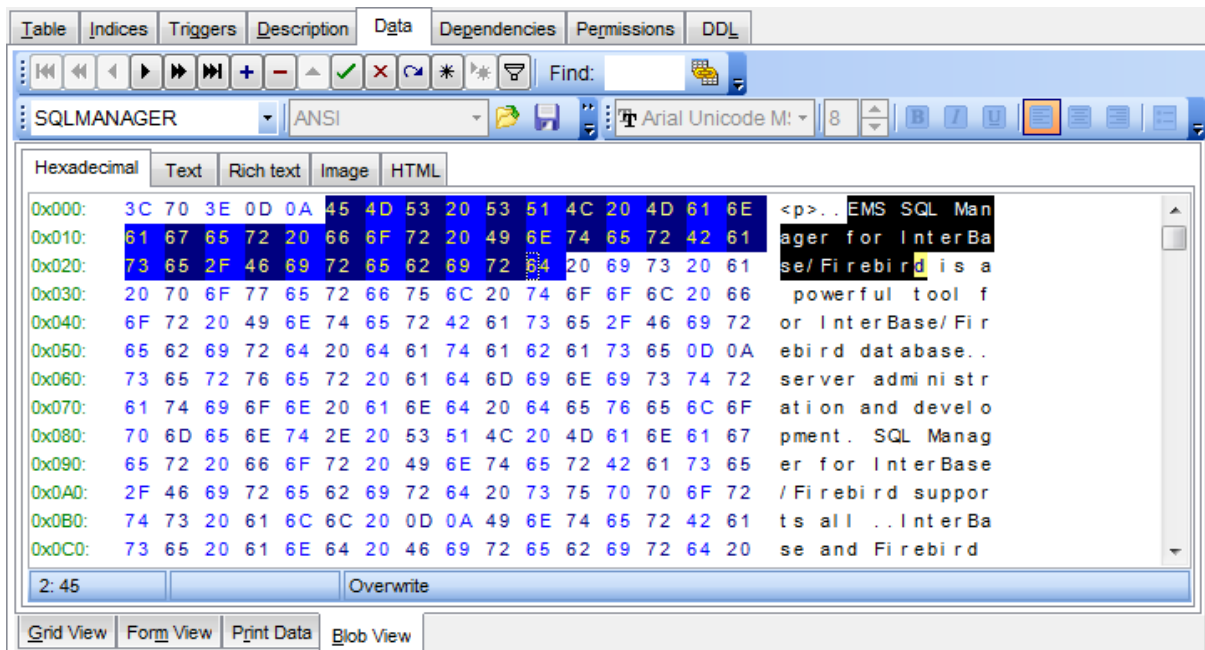 Table Indices Triggers Description Data Dependencies Permissions DDL
Find:
SQLMANAGER ANSI Arial Unicode M: 8 B I U
Hexadecimal Text Rich text Image HTML
0x000: 3C 70 3E 0D 0A 45 4D 53 20 53 51 4C 20 4D 61 6E <p>..EMS SQL Man
0x010: 61 67 65 72 20 66 6F 72 20 49 6E 74 65 72 42 61 ager for InterBa
0x020: 73 65 2F 46 69 72 65 62 69 72 64 20 69 73 20 61 se/Firebird is a
0x030: 20 70 6F 77 65 72 66 75 6C 20 74 6F 6F 6C 20 66 powerful tool f
0x040: 6F 72 20 49 6E 74 65 72 42 61 73 65 2F 46 69 72 or InterBase/Fir
0x050: 65 62 69 72 64 20 64 61 74 61 62 61 73 65 0D 0A ebird database..
0x060: 73 65 72 76 65 72 20 61 64 6D 69 6E 69 73 74 72 server administr
0x070: 61 74 69 6F 6E 20 61 6E 64 20 64 65 76 65 6C 6F ation and develo
0x080: 70 6D 65 6E 74 2E 20 53 51 4C 20 4D 61 6E 61 67 pment. SQL Manag
0x090: 65 72 20 66 6F 72 20 49 6E 74 65 72 42 61 73 65 er for InterBase
0x0A0: 2F 46 69 72 65 62 69 72 64 20 73 75 70 70 6F 72 /Firebird suppor
0x0B0: 74 73 20 61 6C 6C 20 0D 0A 49 6E 74 65 72 42 61 ts all ..InterBa
0x0C0: 73 65 20 61 6E 64 20 46 69 72 65 62 69 72 64 20 se and Firebird
2: 45 Overwrite
Grid View Form View Print Data Blob View